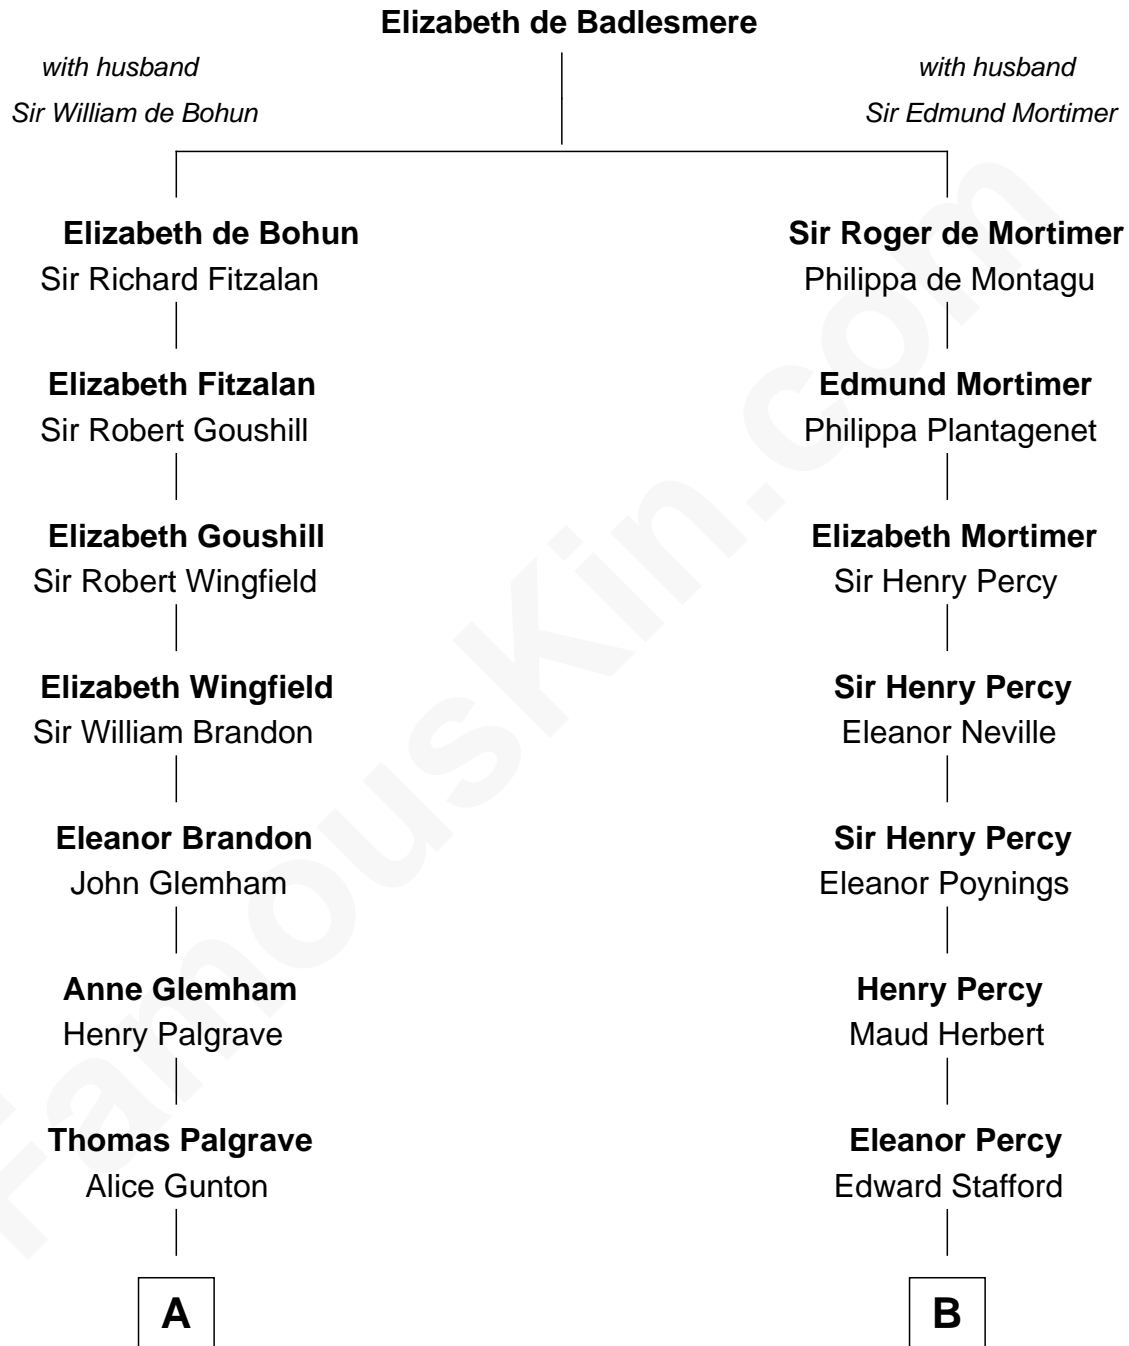 Elizabeth de Badlesmere
with husband
Sir William de Bohun
with husband
Sir Edmund Mortimer
Elizabeth de Bohun
Sir Richard Fitzalan
Elizabeth Fitzalan
Sir Robert Goushill
Elizabeth Goushill
Sir Robert Wingfield
Elizabeth Wingfield
Sir William Brandon
Eleanor Brandon
John Glemham
Anne Glemham
Henry Palgrave
Thomas Palgrave
Alice Gunton
A
Sir Roger de Mortimer
Philippa de Montagu
Edmund Mortimer
Philippa Plantagenet
Elizabeth Mortimer
Sir Henry Percy
Sir Henry Percy
Eleanor Neville
Sir Henry Percy
Eleanor Poynings
Henry Percy
Maud Herbert
Eleanor Percy
Edward Stafford
B
FamousKin.com